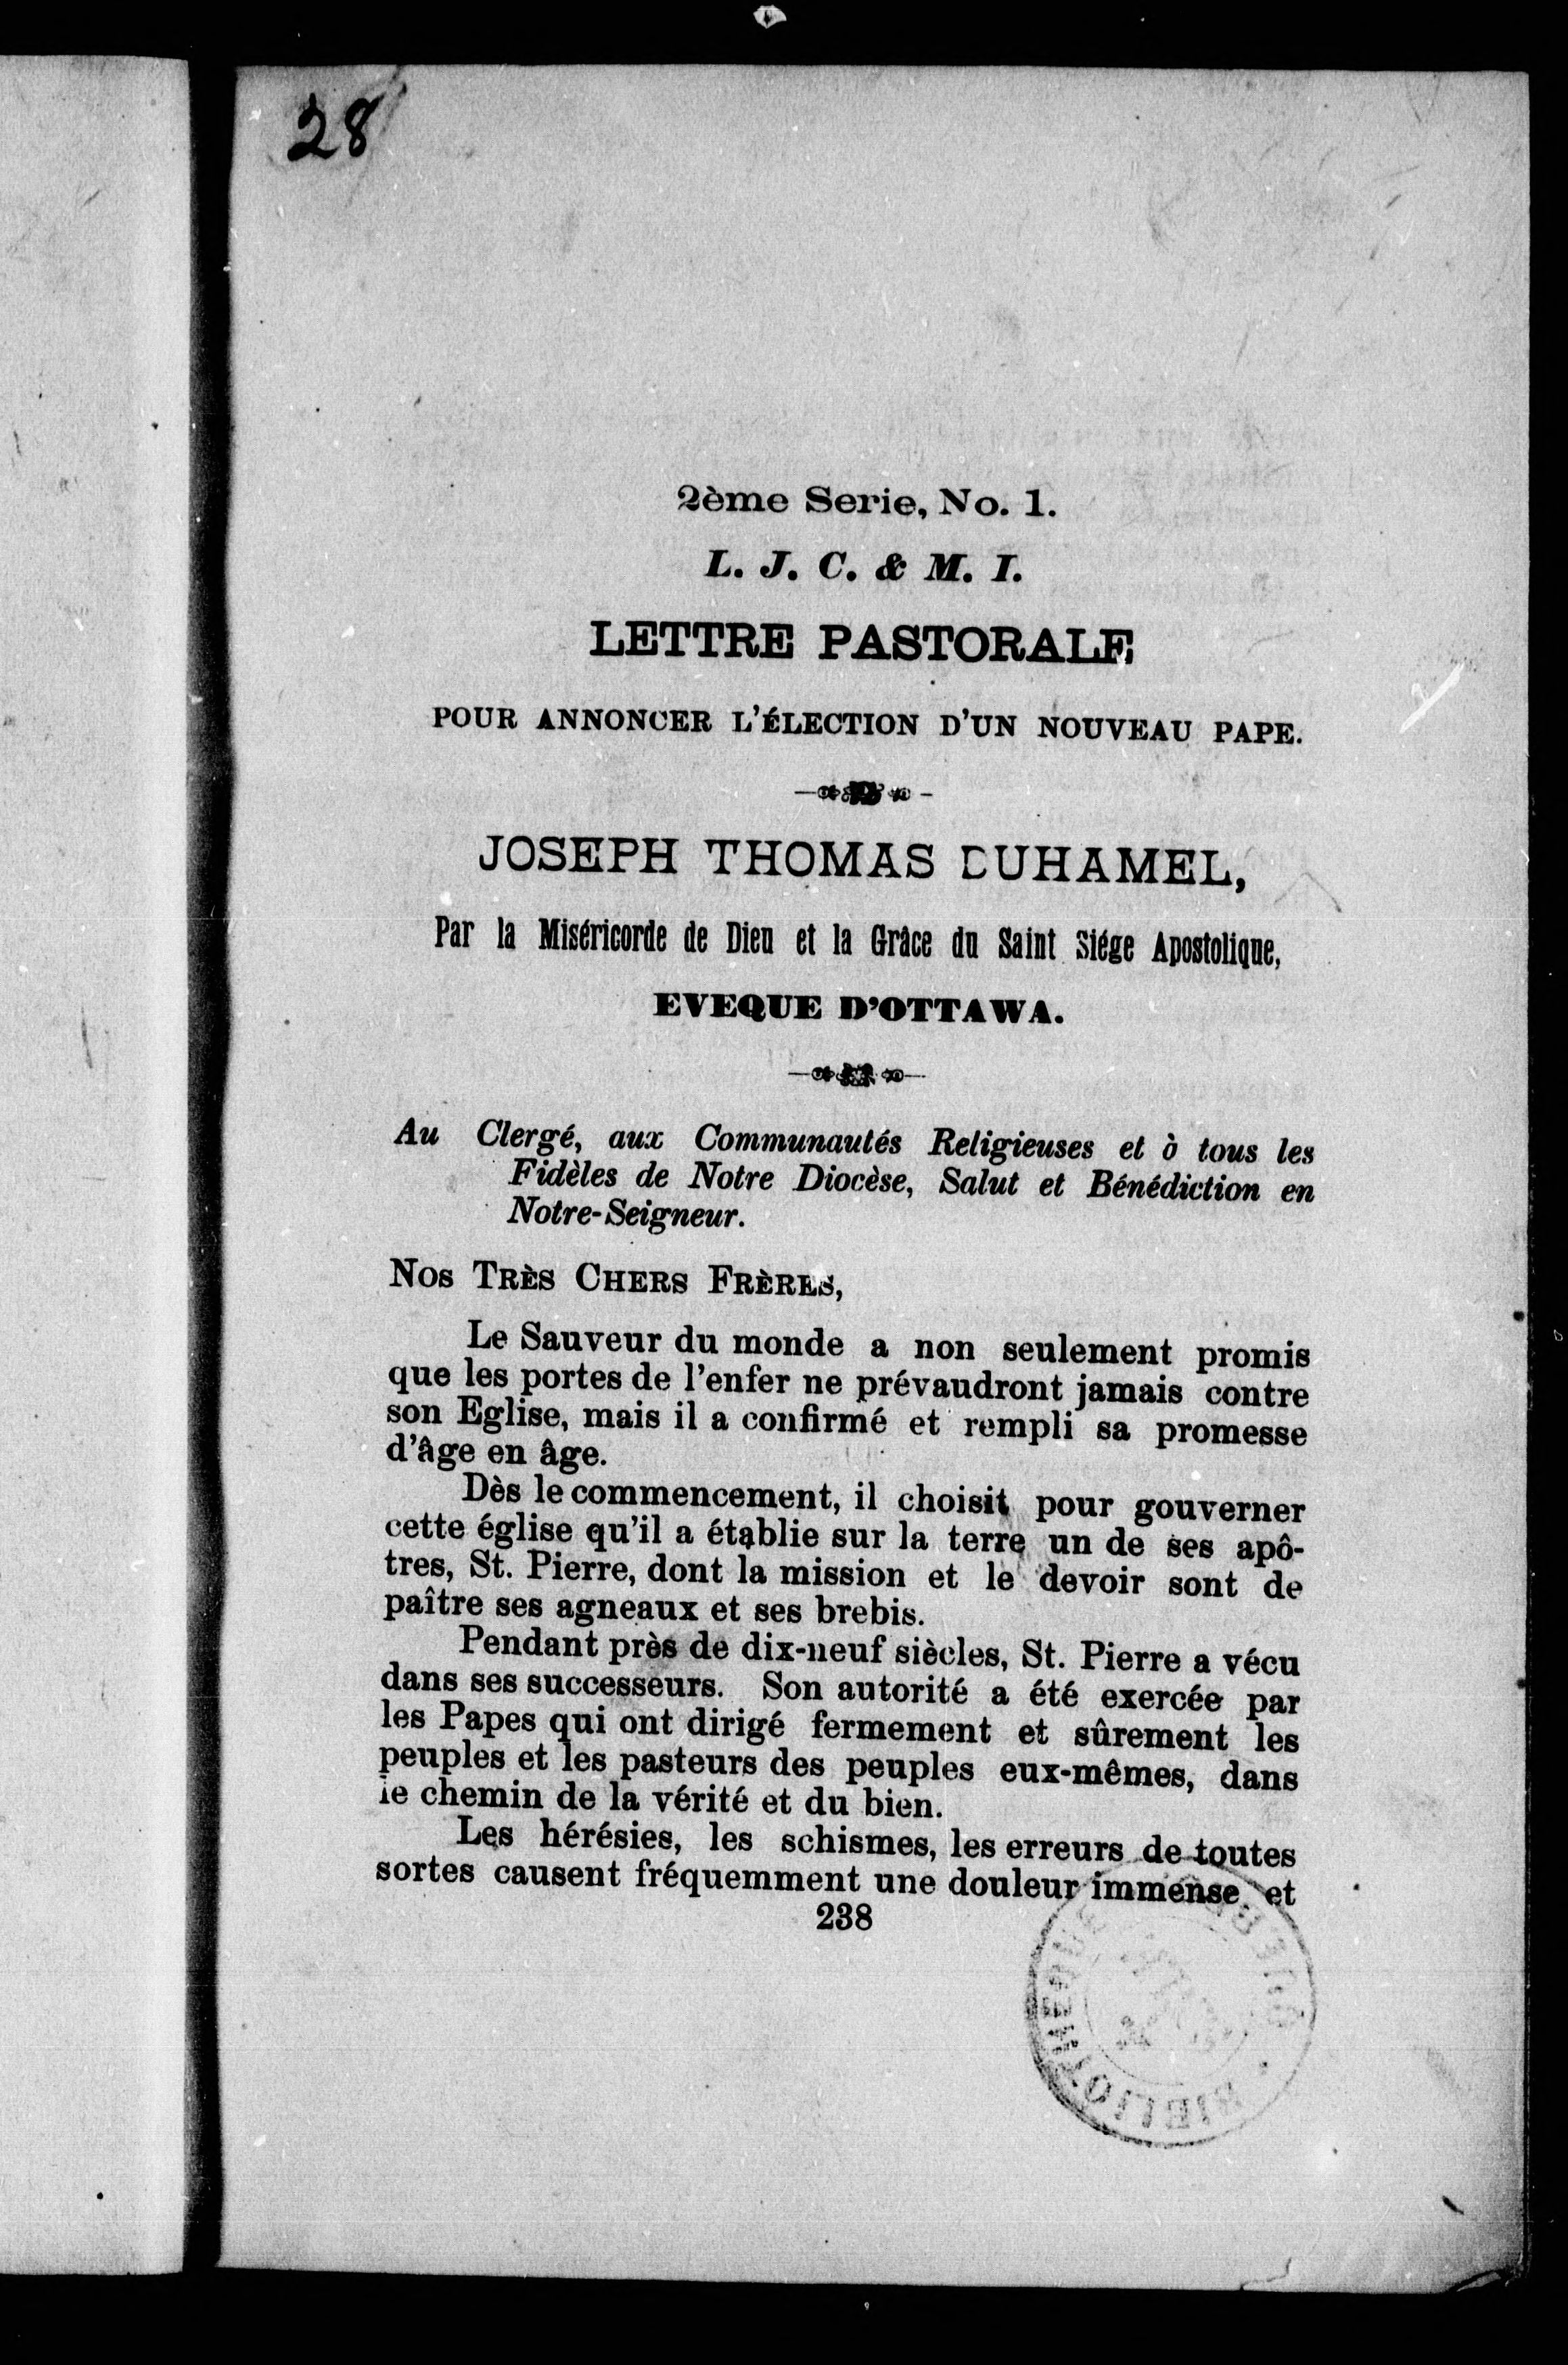 28
2ème Serie, No. 1.
L. J. C. & M. I.
LETTRE PASTORALE
POUR ANNONCER L'ÉLECTION D'UN NOUVEAU PAPE.
JOSEPH THOMAS DUHAMEL,
Par la Miséricorde de Dieu et la Grâce du Saint Siége Apostolique,
EVEQUE D'OTTAWA.
Au Clergé, aux Communautés Religieuses et ò tous les
Fidèles de Notre Diocèse, Salut et Bénédiction en
Notre-Seigneur.
NOS TRÈS CHERS FRÈRES,
Le Sauveur du monde a non seulement promis
que les portes de l'enfer ne prévaudront jamais contre
son Eglise, mais il a confirmé et rempli sa promesse
d'âge en âge.
Dès le commencement, il choisit pour gouverner
cette église qu'il a établie sur la terre un de ses apô-
tres, St. Pierre, dont la mission et le devoir sont de
paître ses agneaux et ses brebis.
Pendant près de dix-neuf siècles, St. Pierre a vécu
dans ses successeurs. Son autorité a été exercée par
les Papes qui ont dirigé fermement et sûrement les
peuples et les pasteurs des peuples eux-mêmes, dans
le chemin de la vérité et du bien.
Les hérésies, les schismes, les erreurs de toutes
sortes causent fréquemment une douleur immense et
238